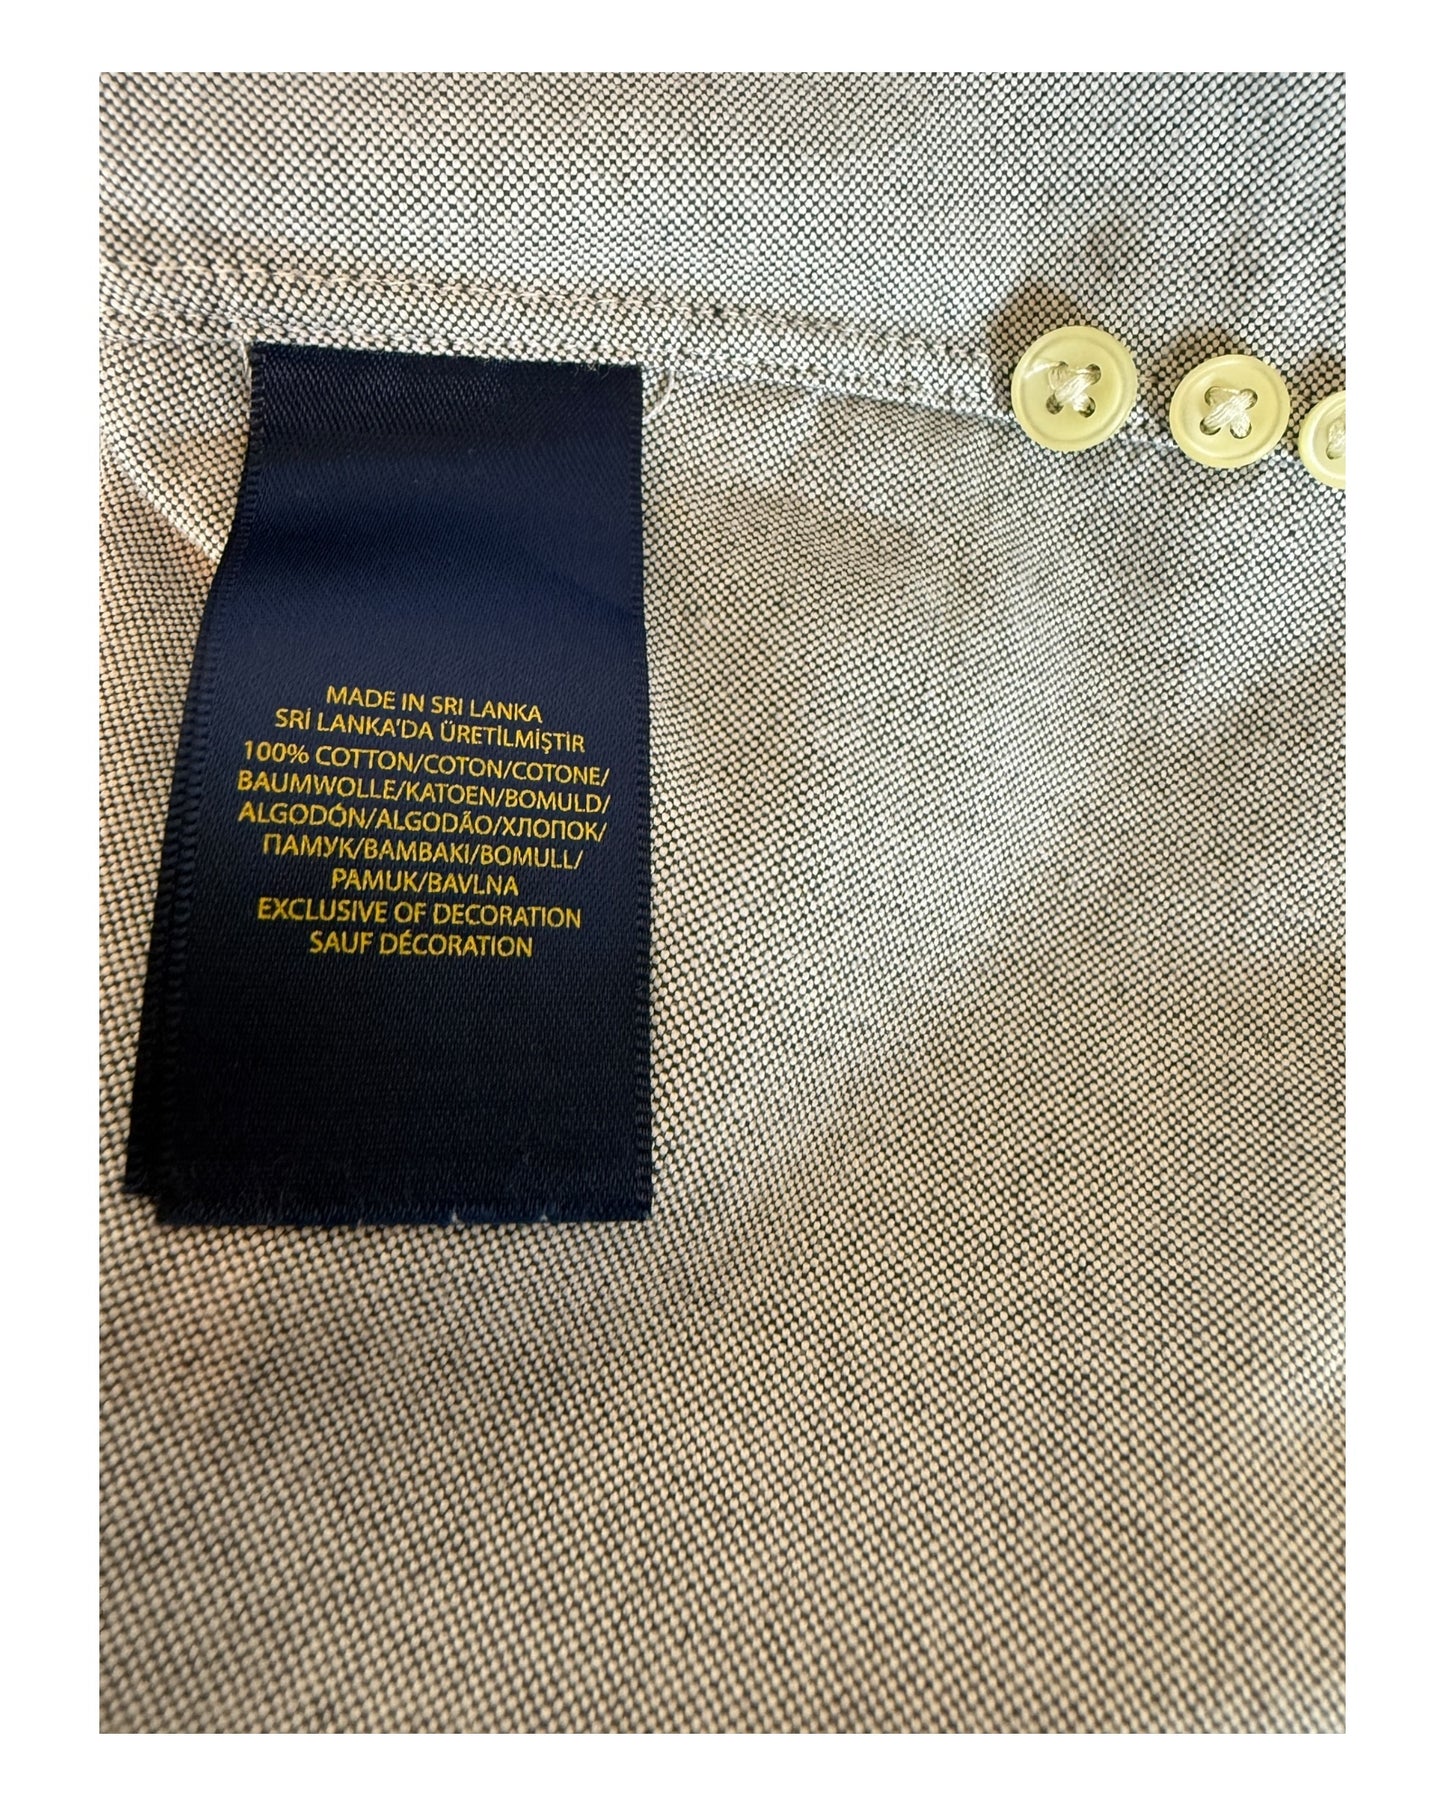 MADE IN SRI LANKA
SRİ LANKA'DA ÜRETİLMİŞTİR
100% COTTON/COTON/COTONE/
BAUMWOLLE/KATOEN/BOMULD/
ALGODÓN/ALGODÃO/ХЛОПОК/
ПАМУК/BAMBAKI/BOMULL/
PAMUK/BAVLNA
EXCLUSIVE OF DECORATION
SAUF DÉCORATION